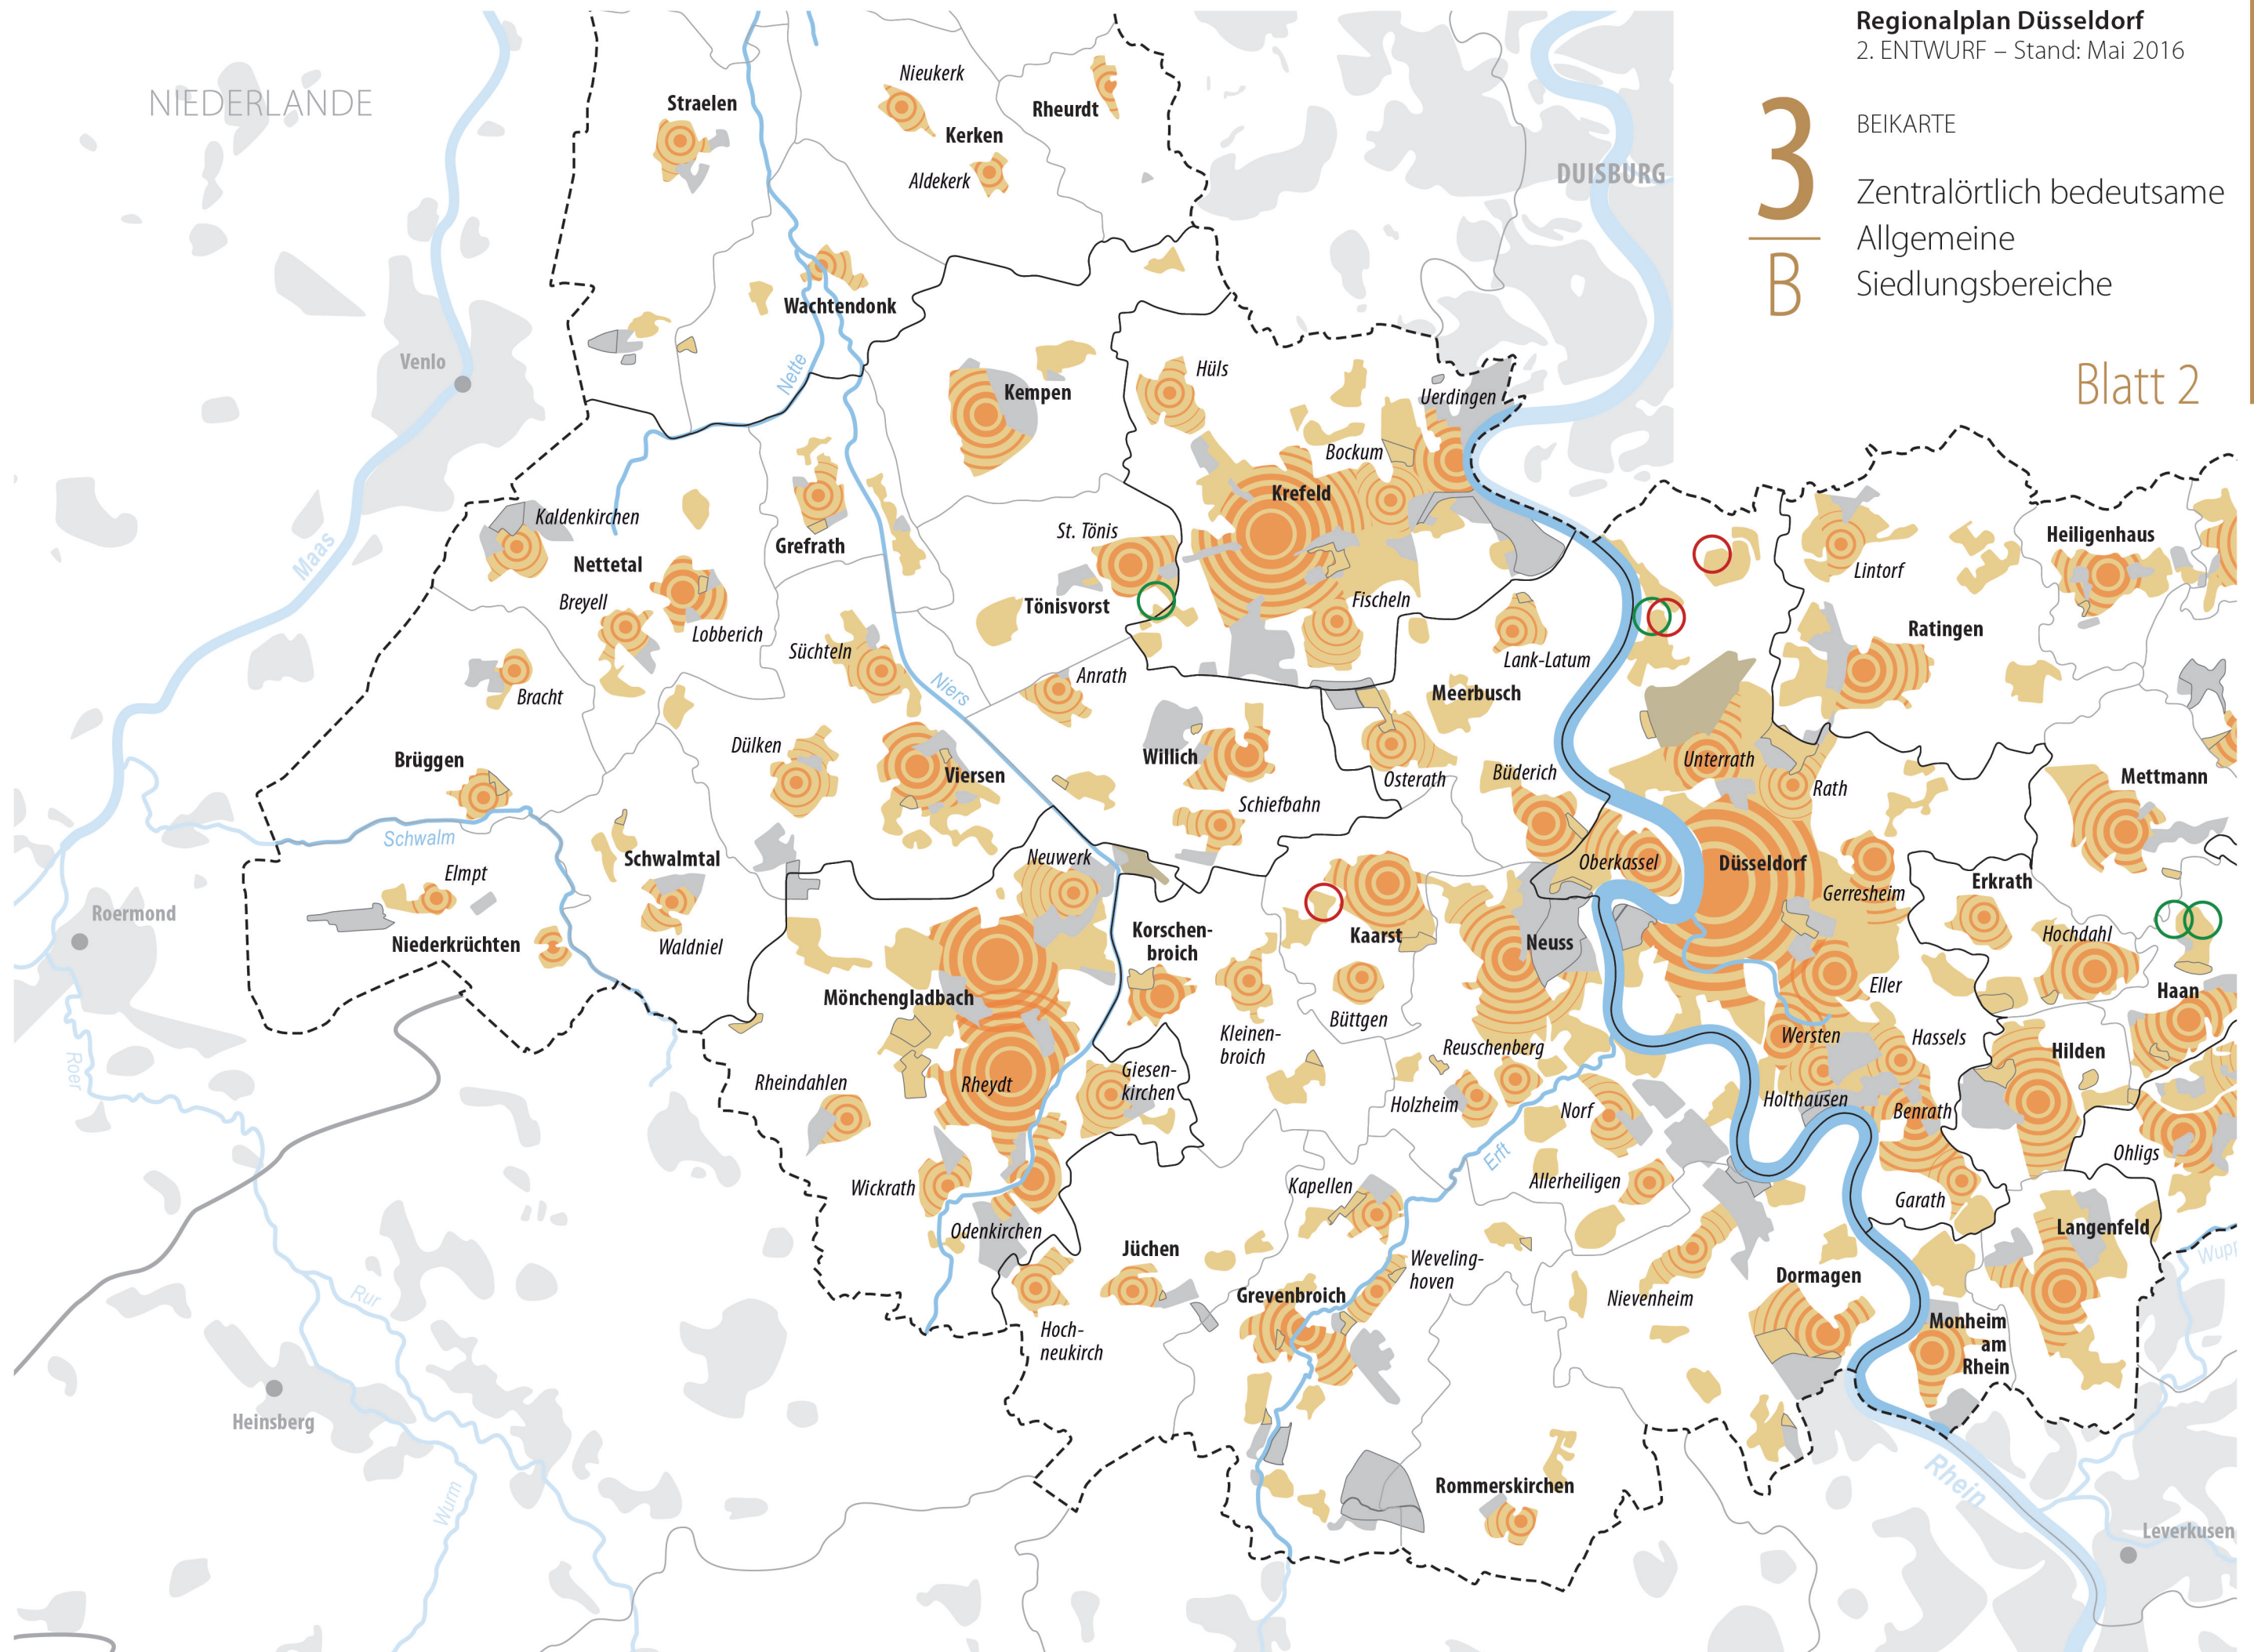 Regionalplan Düsseldorf
2. ENTWURF – Stand: Mai 2016
3
B
BEIKARTE
Zentralörtlich bedeutsame
Allgemeine
Siedlungsbereiche
Blatt 2
NIEDERLANDE
Straelen
Nieukerk
Kerken
Aldekerk
Rheurdt
DUISBURG
Wachtendonk
Venlo
Nette
Kempen
Hüls
Uerdingen
Bockum
Krefeld
Kaldenkirchen
Grefrath
St. Tönis
Nettetal
Maas
Breyell
Lobberich
Tönisvorst
Fischeln
Lintorf
Heiligenhaus
Ratingen
Süchteln
Niers
Anrath
Lank-Latum
Meerbusch
Bracht
Dülken
Viersen
Willich
Osterath
Büderich
Unterrath
Rath
Mettmann
Brüggen
Schwalm
Schiefbahn
Schwalmtal
Neuwerk
Oberkassel
Düsseldorf
Gerresheim
Erkrath
Elmpt
Roermond
Niederkrüchten
Waldniel
Korschen-
broich
Kaarst
Neuss
Hochdahl
Haan
Mönchengladbach
Eller
Büttgen
Kleinen-
broich
Reuschenberg
Wersten
Hassels
Hilden
Roer
Rheindahlen
Rheydt
Giesen-
kirchen
Holzheim
Norf
Holthausen
Benrath
Ohligs
Erft
Wickrath
Kapellen
Allerheiligen
Garath
Odenkirchen
Langenfeld
Jüchen
Weveling-
hoven
Wupp
Dormagen
Grevenbroich
Nievenheim
Rur
Hoch-
neukirch
Monheim
am
Rhein
Heinsberg
Wurm
Rommerskirchen
Rhein
Leverkusen